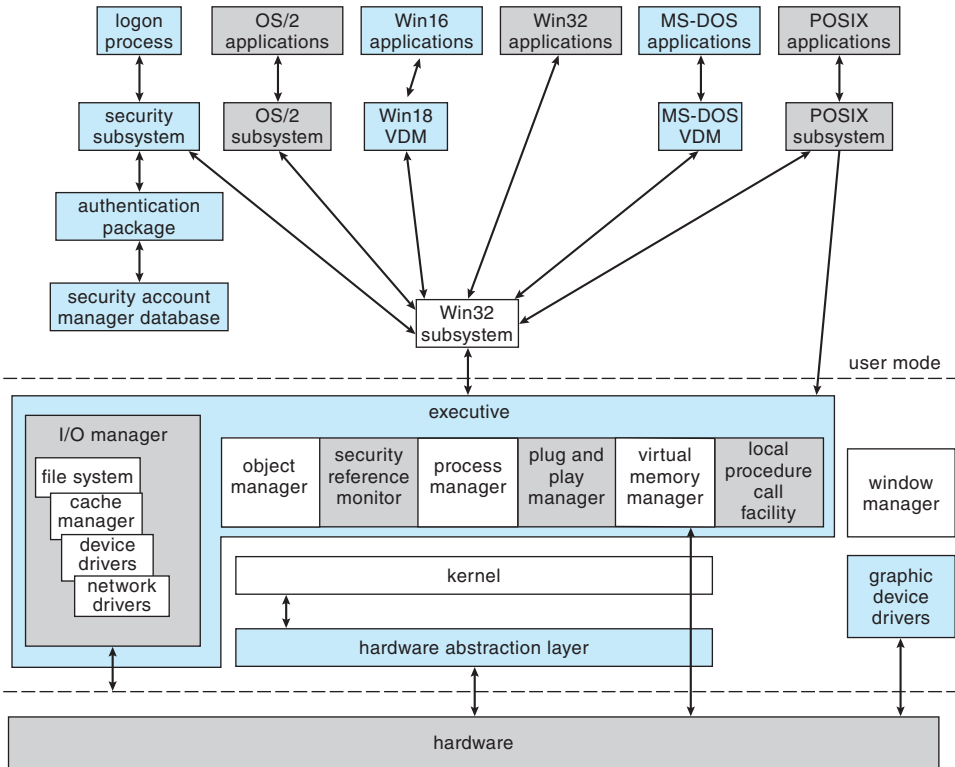 logon
process
OS/2
applications
Win16
applications
Win32
applications
MS-DOS
applications
POSIX
applications
security
subsystem
OS/2
subsystem
Win18
VDM
MS-DOS
VDM
POSIX
subsystem
authentication
package
security account
manager database
Win32
subsystem
user mode
executive
I/O manager
file system
cache
manager
device
drivers
network
drivers
object
manager
security
reference
monitor
process
manager
plug and
play
manager
virtual
memory
manager
local
procedure
call
facility
window
manager
kernel
graphic
device
drivers
hardware abstraction layer
hardware